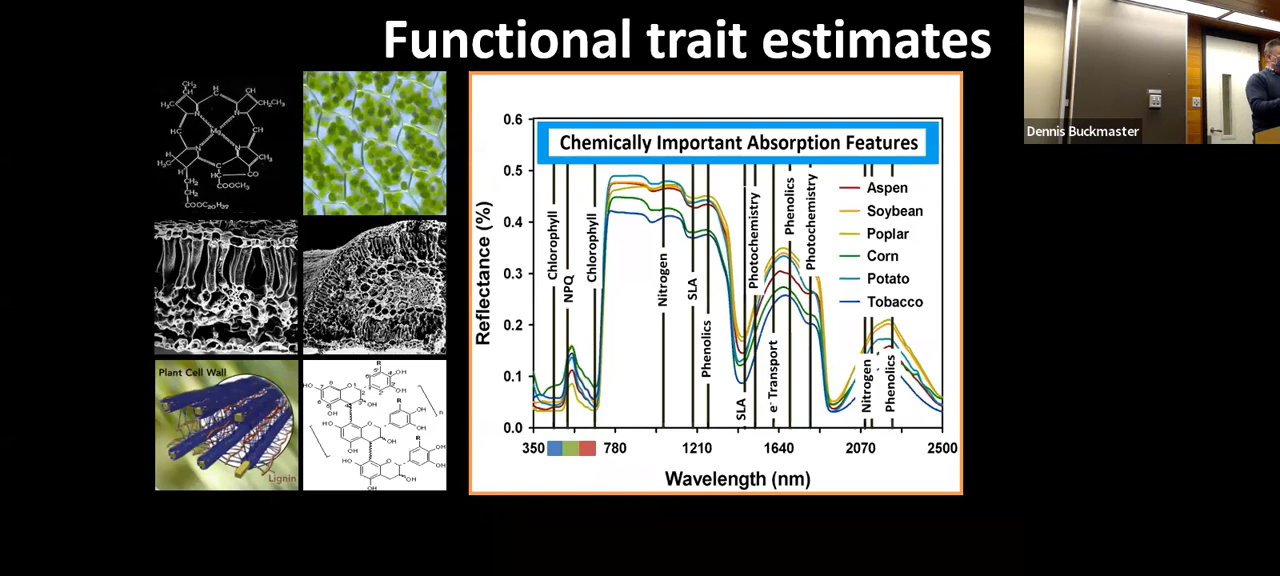 Functional trait estimates
Dennis Buckmaster
Plant Cell Wall
Lignin
Chemically Important Absorption Features
Reflectance (%)
0.6
0.5
0.4
0.3
0.2
0.1
0.0
Chlorophyll
NPQ
Chlorophyll
Nitrogen
SLA
Phenolics
SLA
Photochemistry
e- Transport
Phenolics
Photochemistry
Nitrogen
Phenolics
Aspen
Soybean
Poplar
Corn
Potato
Tobacco
350 780 1210 1640 2070 2500
Wavelength (nm)